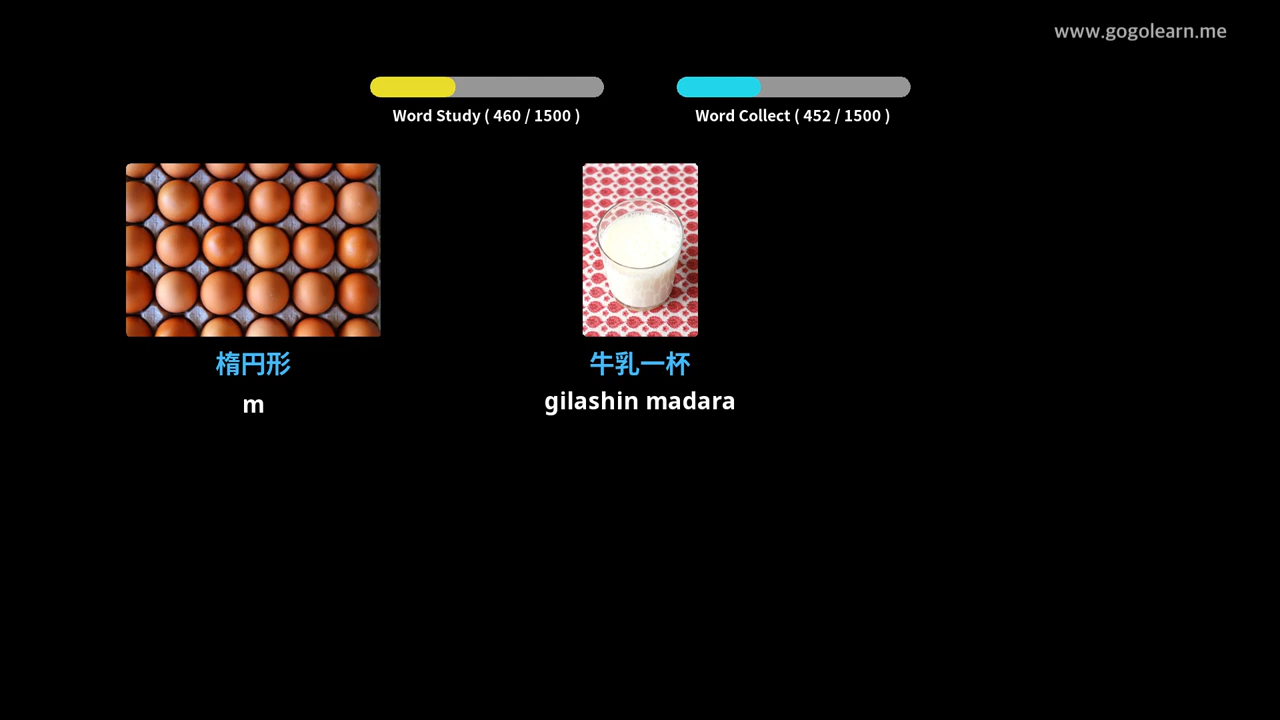 www.gogolearn.me
Word Study ( 460 / 1500 )
Word Collect ( 452 / 1500 )
楕円形
m
牛乳一杯
gilashin madara